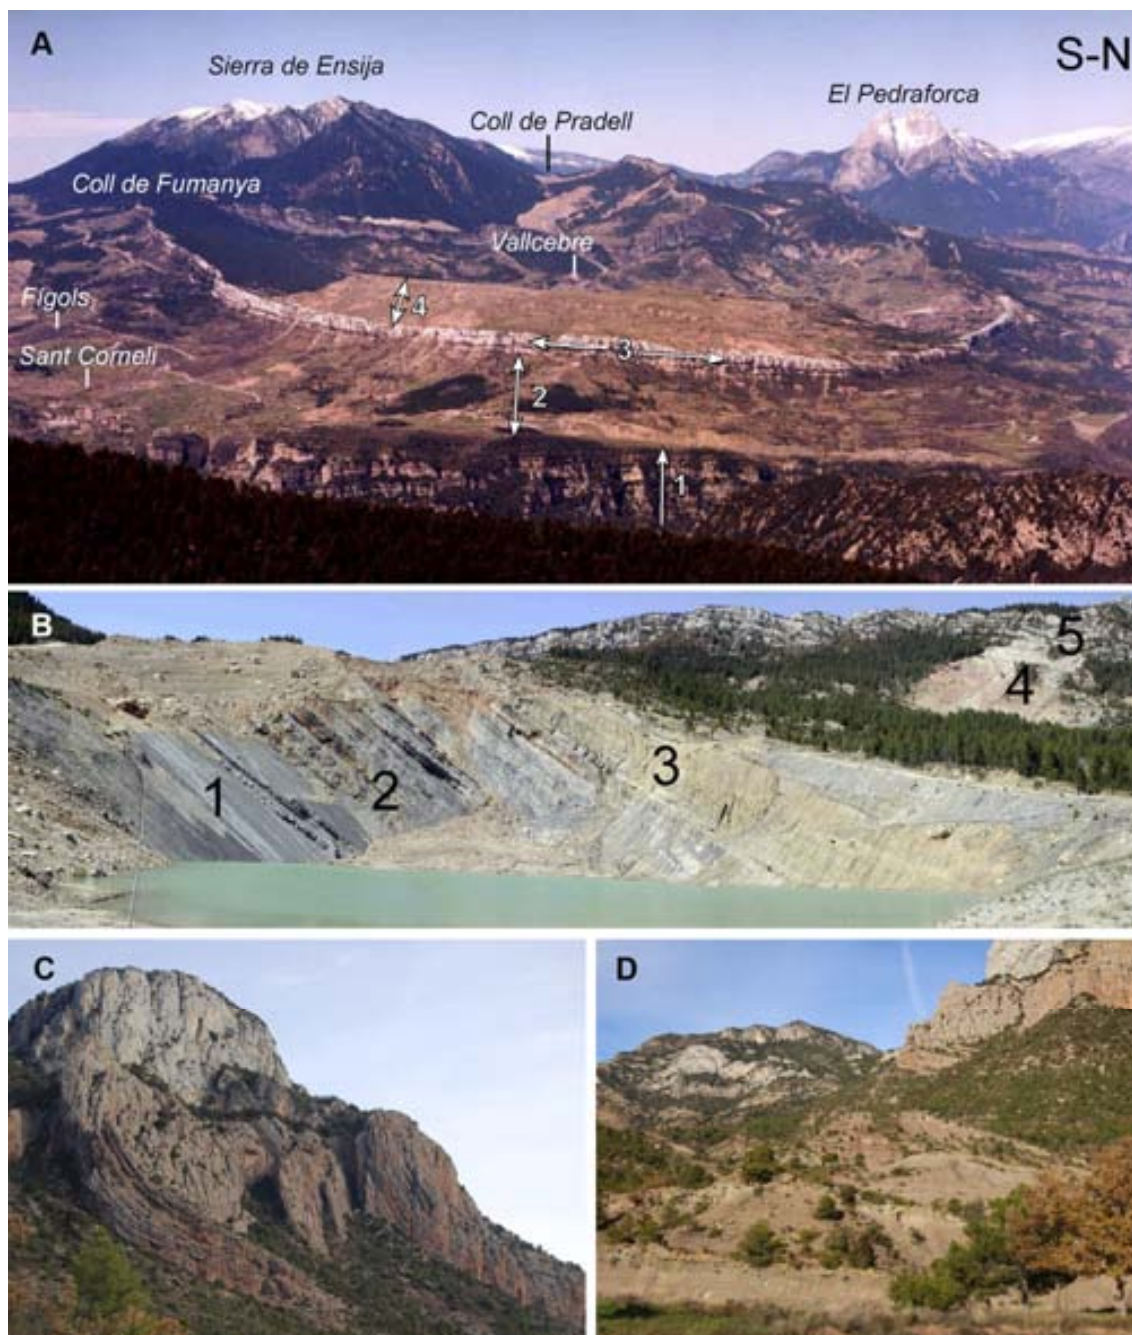 A
S-N
Sierra de Ensija
El Pedraforca
Coll de Pradell
Coll de Fumanya
Vallcebre
4
Fígols
3
Sant Corneli
2
1
B
5
4
3
2
1
C
D